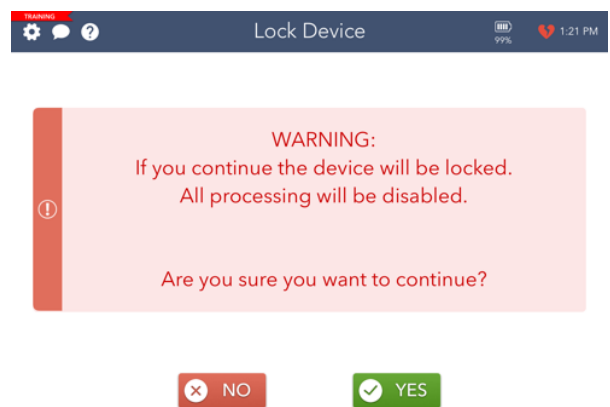 TRAINING
Lock Device
99%
1:21 PM
WARNING:
If you continue the device will be locked.
All processing will be disabled.
Are you sure you want to continue?
NO
YES